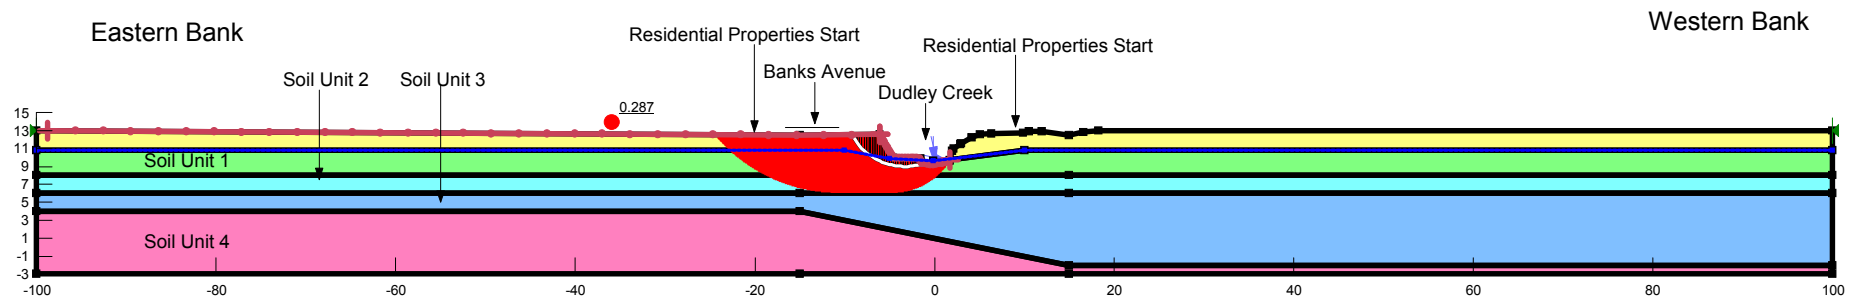 Eastern Bank
Western Bank
Residential Properties Start
Residential Properties Start
Banks Avenue
Soil Unit 2
Soil Unit 3
Dudley Creek
0.287
15
13
11
9
7
5
3
1
-1
-3
Soil Unit 1
Soil Unit 4
-100
-80
-60
-40
-20
0
20
40
60
80
100